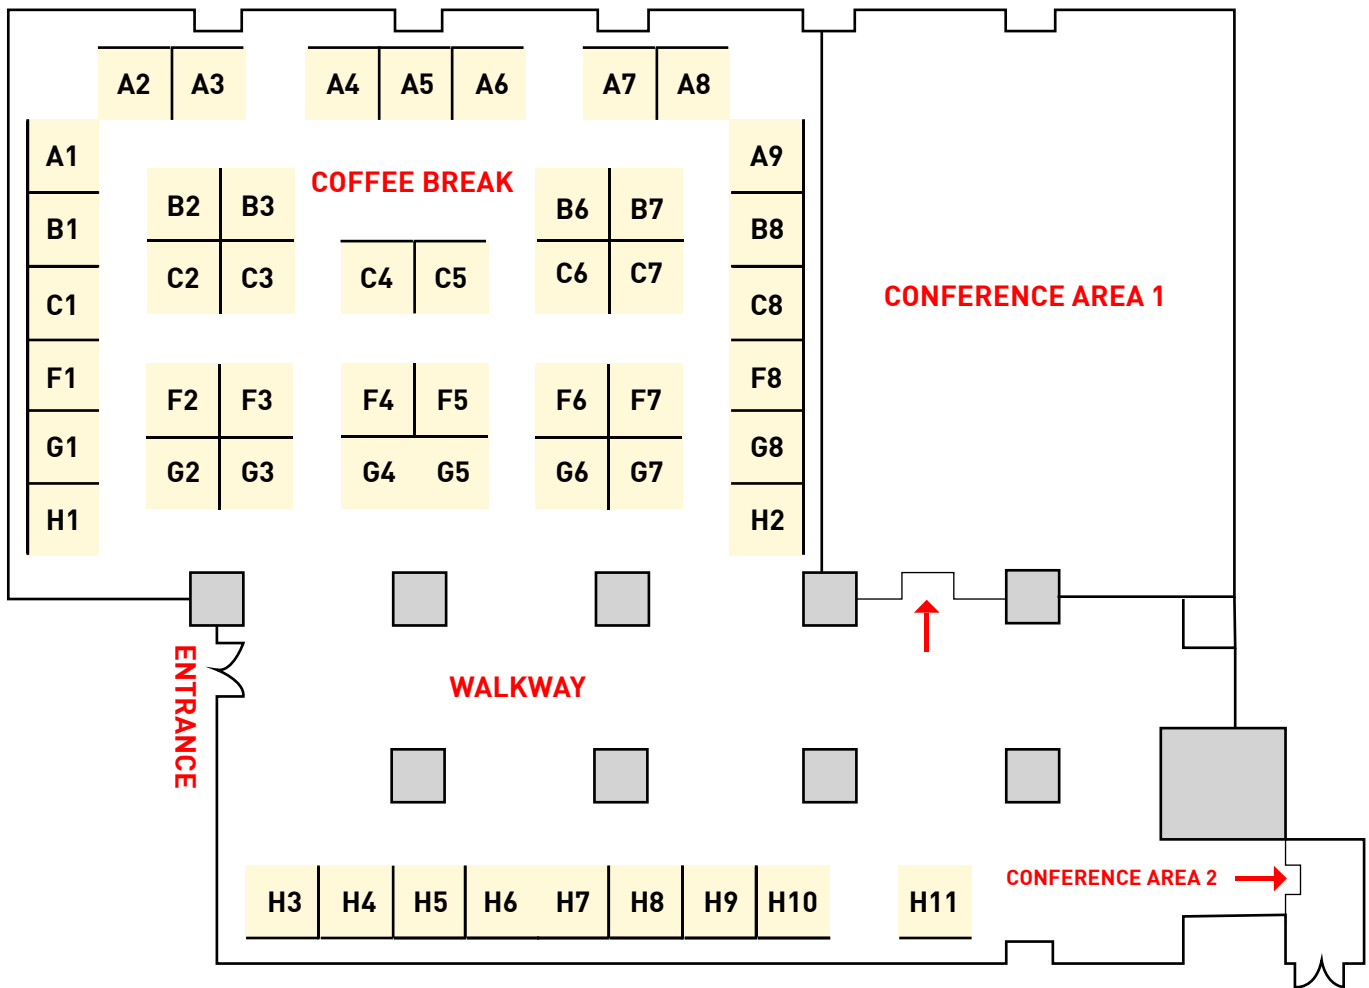 A2 A3 A4 A5 A6 A7 A8
A1 A9
COFFEE BREAK
B2 B3 B6 B7
B1 B8
C2 C3 C4 C5 C6 C7
CONFERENCE AREA 1
C1 C8
F1 F8
F2 F3 F4 F5 F6 F7
G1 G8
G2 G3 G4 G5 G6 G7
H1 H2
ENTRANCE
WALKWAY
CONFERENCE AREA 2
H3 H4 H5 H6 H7 H8 H9 H10 H11